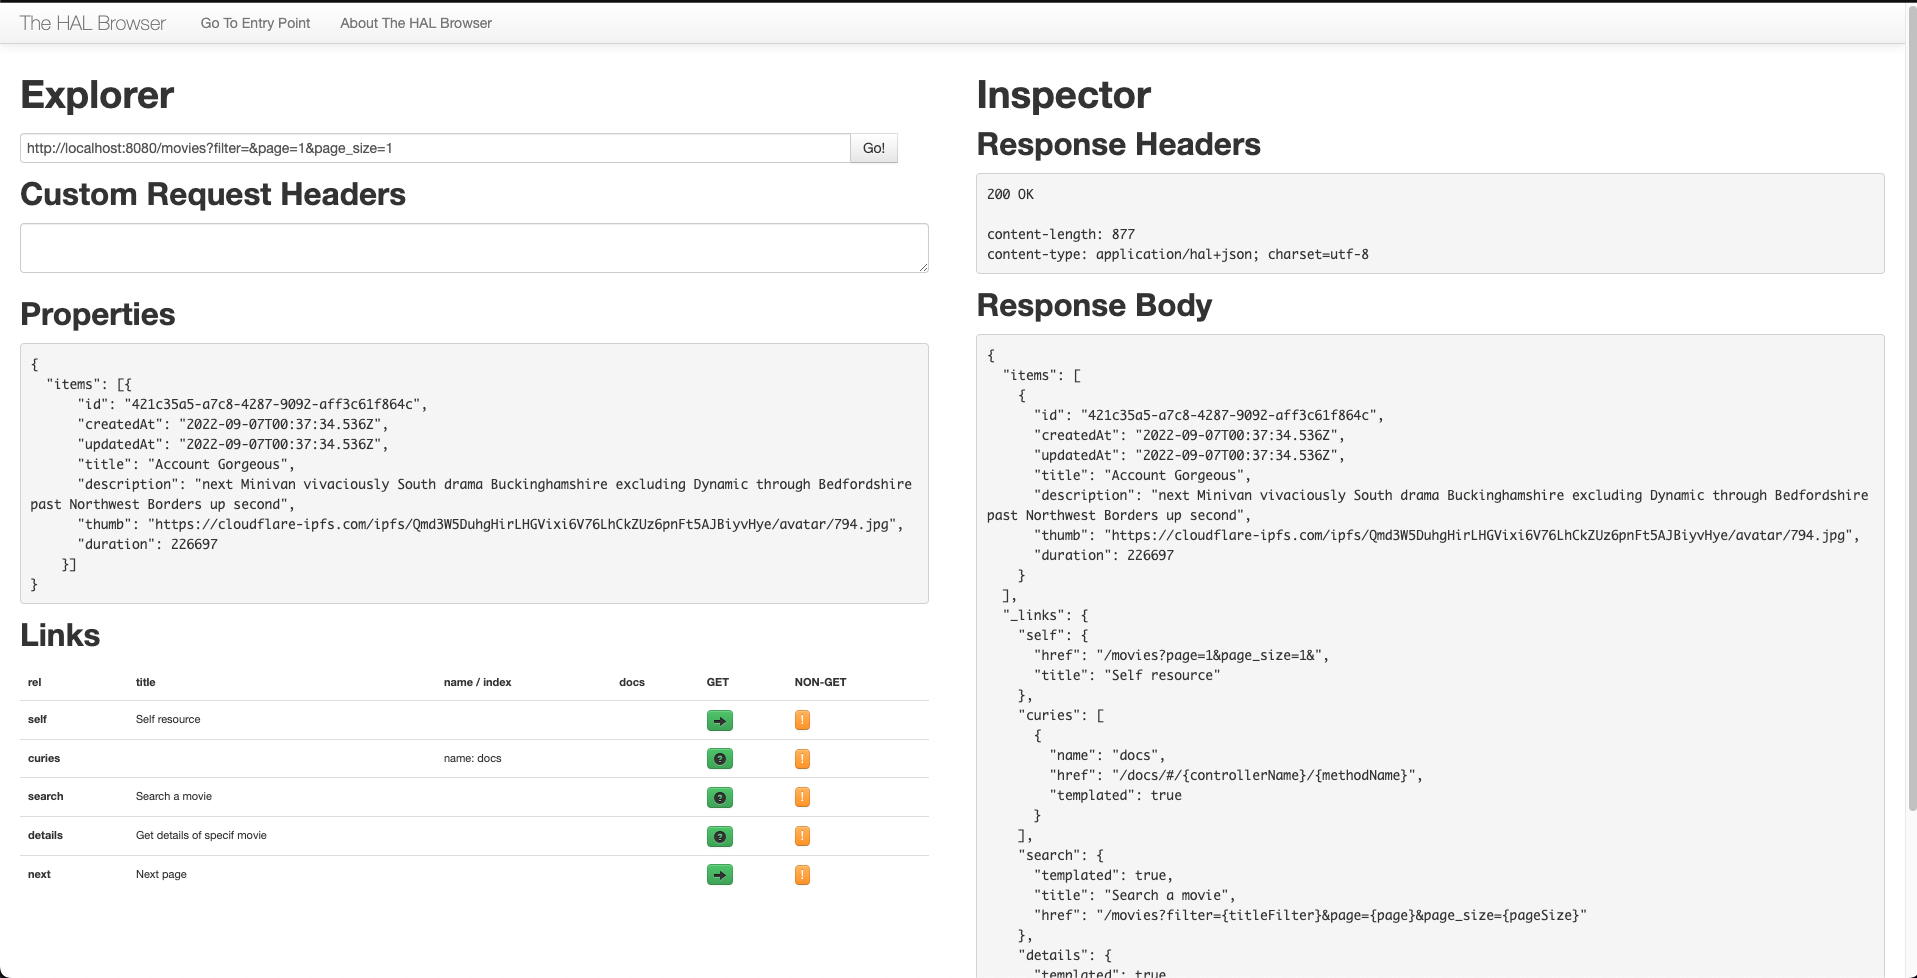 The HAL Browser Go To Entry Point About The HAL Browser
Explorer
http://localhost:8080/movies?filter=&page=1&page_size=1 Go!
Custom Request Headers
Properties
{
  "items": [{
      "id": "421c35a5-a7c8-4287-9092-aff3c61f864c",
      "createdAt": "2022-09-07T00:37:34.536Z",
      "updatedAt": "2022-09-07T00:37:34.536Z",
      "title": "Account Gorgeous",
      "description": "next Minivan vivaciously South drama Buckinghamshire excluding Dynamic through Bedfordshire
past Northwest Borders up second",
      "thumb": "https://cloudflare-ipfs.com/ipfs/Qmd3W5DuhgHirLHGVixi6V76LhCkZUz6pnFt5AJBiyvHye/avatar/794.jpg",
      "duration": 226697
    }]
}
Links
rel title name / index docs GET NON-GET
self Self resource
curies name: docs
search Search a movie
details Get details of specif movie
next Next page
Inspector
Response Headers
200 OK
content-length: 877
content-type: application/hal+json; charset=utf-8
Response Body
{
  "items": [
    {
      "id": "421c35a5-a7c8-4287-9092-aff3c61f864c",
      "createdAt": "2022-09-07T00:37:34.536Z",
      "updatedAt": "2022-09-07T00:37:34.536Z",
      "title": "Account Gorgeous",
      "description": "next Minivan vivaciously South drama Buckinghamshire excluding Dynamic through Bedfordshire
past Northwest Borders up second",
      "thumb": "https://cloudflare-ipfs.com/ipfs/Qmd3W5DuhgHirLHGVixi6V76LhCkZUz6pnFt5AJBiyvHye/avatar/794.jpg",
      "duration": 226697
    }
  ],
  "_links": {
    "self": {
      "href": "/movies?page=1&page_size=1&",
      "title": "Self resource"
    },
    "curies": [
      {
        "name": "docs",
        "href": "/docs/#/{controllerName}/{methodName}",
        "templated": true
      }
    ],
    "search": {
      "templated": true,
      "title": "Search a movie",
      "href": "/movies?filter={titleFilter}&page={page}&page_size={pageSize}"
    },
    "details": {
      "templated": true